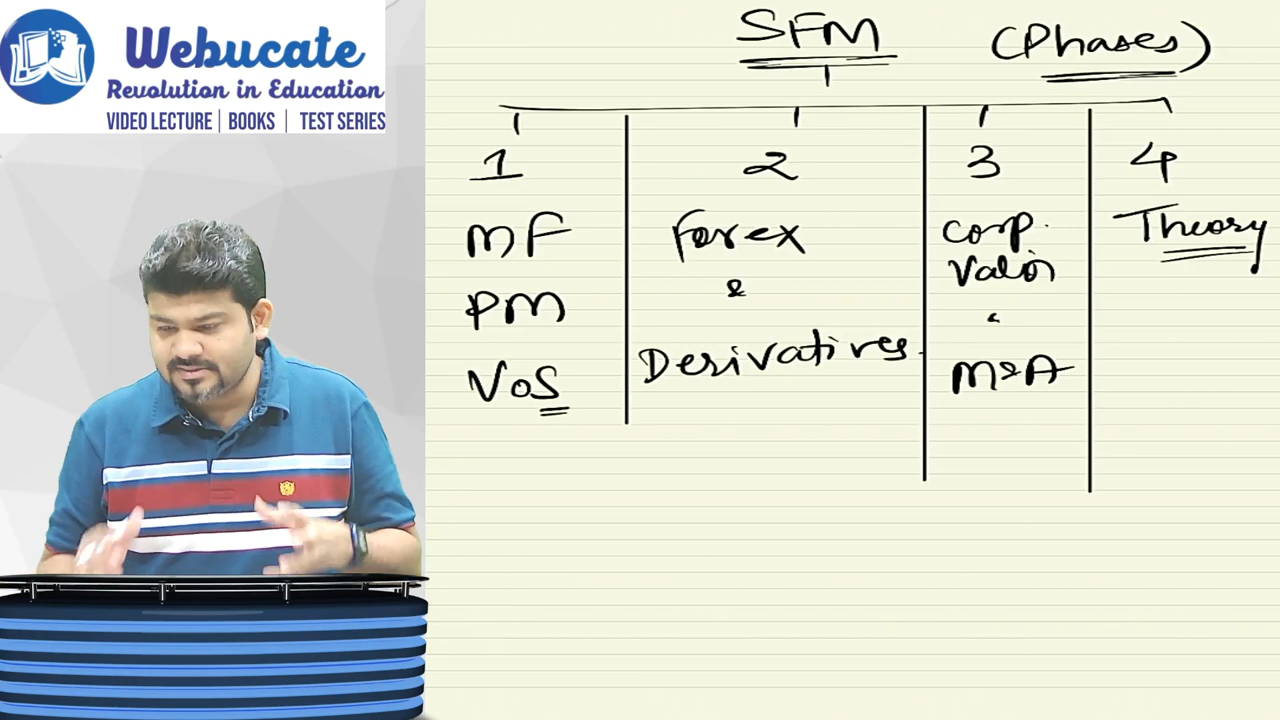 Webucate
Revolution in Education
VIDEO LECTURE | BOOKS | TEST SERIES
SFM (Phases)
1 2 3 4
MF
PM
VoS
Forex
&
Derivatives
Corp.
Valn
&
M&A
Theory